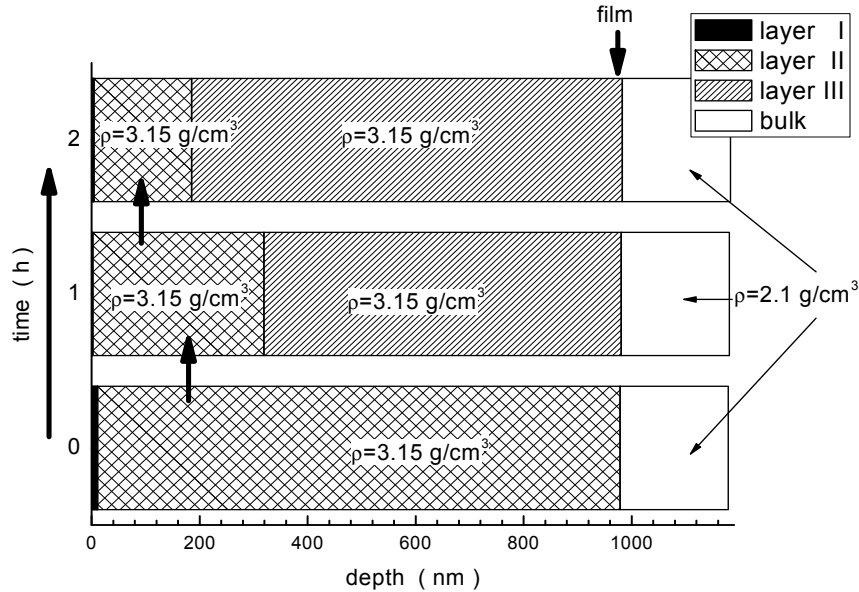 film
layer I
layer II
layer III
bulk
2
ρ=3.15 g/cm³
ρ=3.15 g/cm³
1
ρ=3.15 g/cm³
ρ=3.15 g/cm³
ρ=2.1 g/cm³
0
ρ=3.15 g/cm³
time ( h )
0 200 400 600 800 1000
depth ( nm )